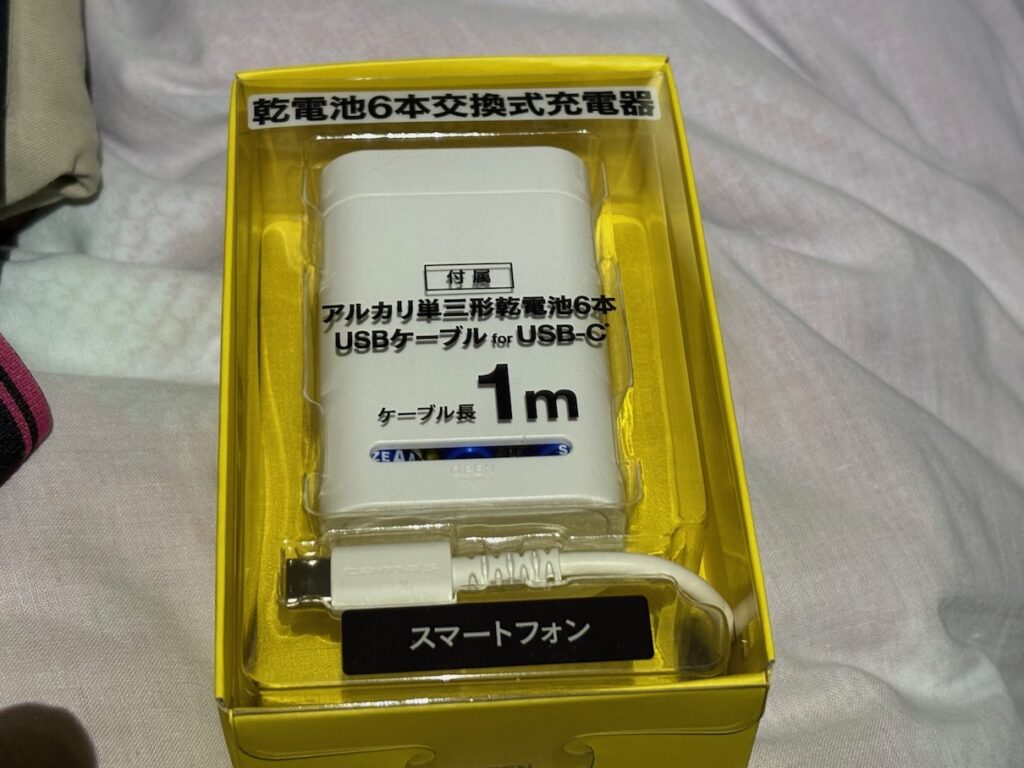 乾電池6本交換式充電器
付属
アルカリ単三形乾電池6本
USBケーブル for USB-C
ケーブル長 1m
OPEN
スマートフォン